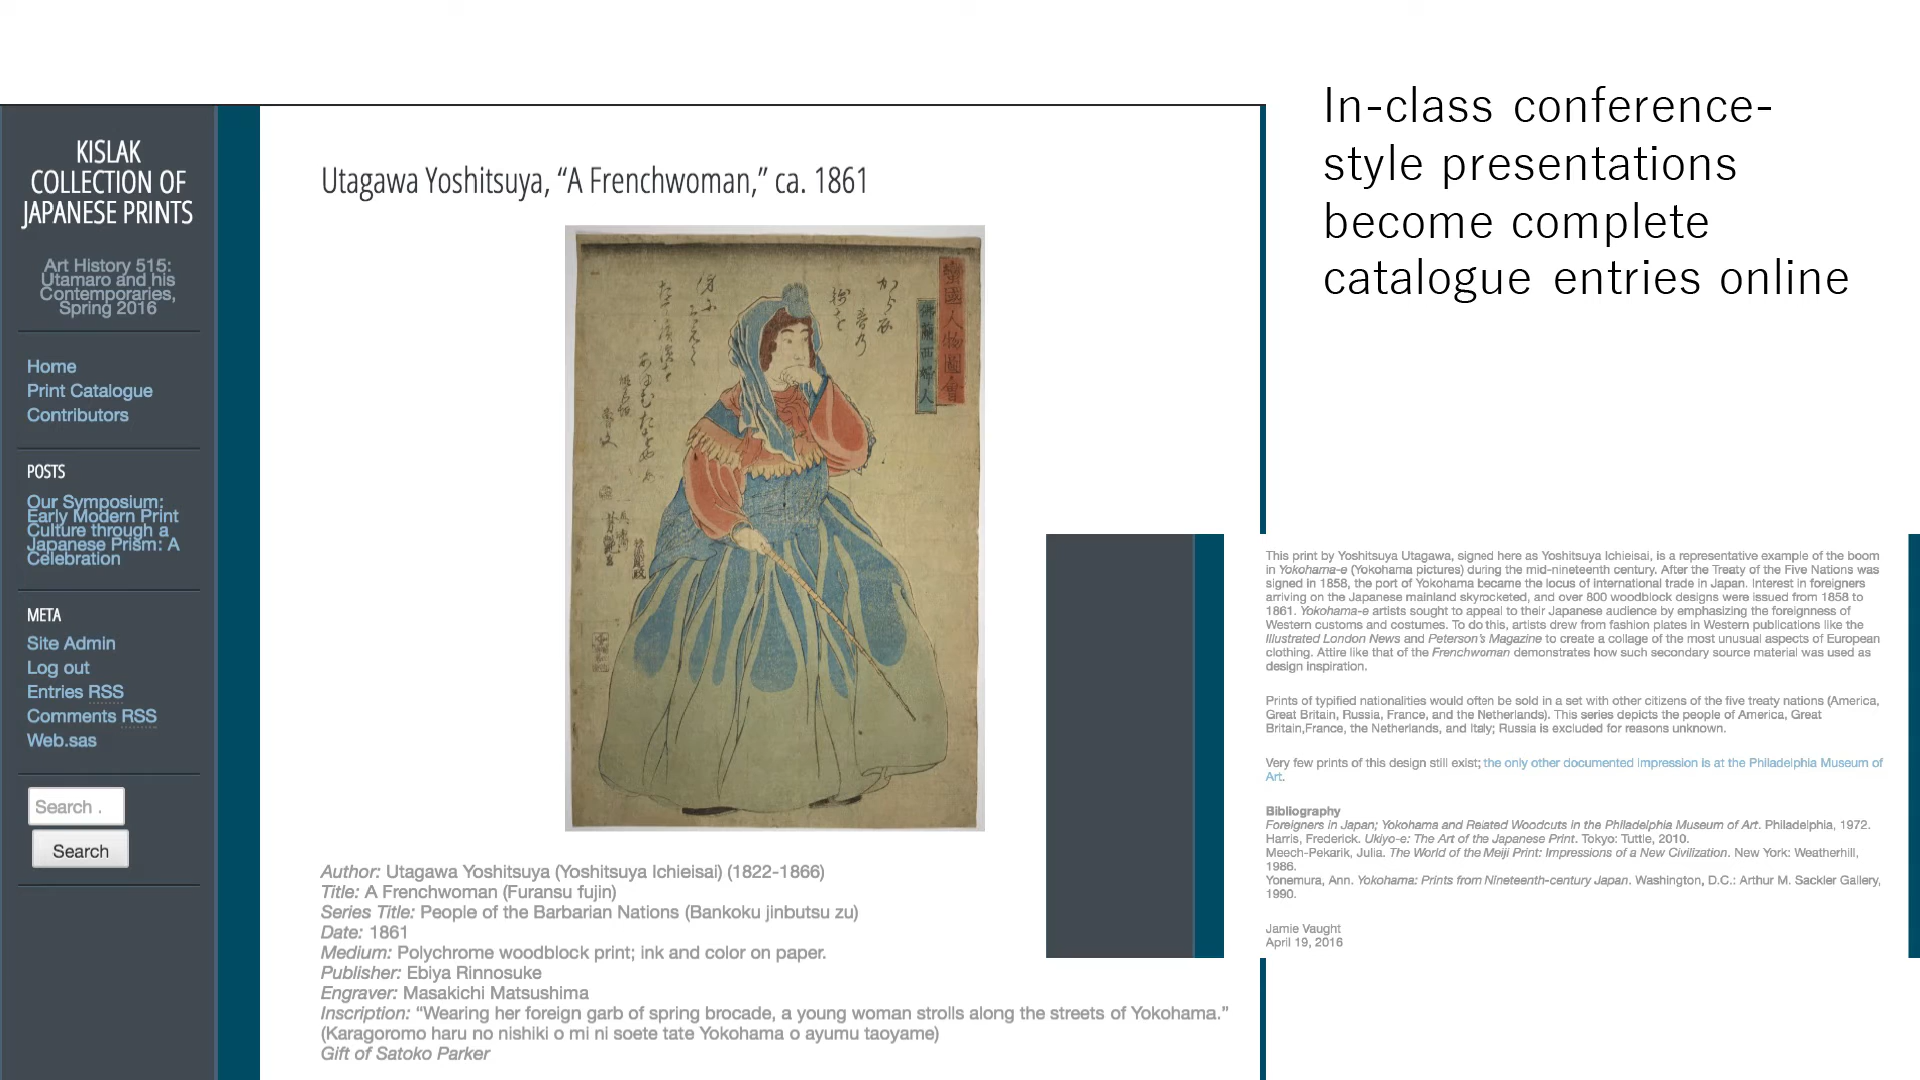 KISLAK
COLLECTION OF
JAPANESE PRINTS
Art History 515:
Utamaro and his
Contemporaries,
Spring 2016
Home
Print Catalogue
Contributors
POSTS
Our Symposium:
Early Modern Print
Culture through a
Japanese Prism: A
Celebration
META
Site Admin
Log out
Entries RSS
Comments RSS
Web.sas
Search .
Search
Utagawa Yoshitsuya, “A Frenchwoman,” ca. 1861
蠻國人物圖會
佛蘭西婦人
Author: Utagawa Yoshitsuya (Yoshitsuya Ichieisai) (1822-1866)
Title: A Frenchwoman (Furansu fujin)
Series Title: People of the Barbarian Nations (Bankoku jinbutsu zu)
Date: 1861
Medium: Polychrome woodblock print; ink and color on paper.
Publisher: Ebiya Rinnosuke
Engraver: Masakichi Matsushima
Inscription: “Wearing her foreign garb of spring brocade, a young woman strolls along the streets of Yokohama.”
(Karagoromo haru no nishiki o mi ni soete tate Yokohama o ayumu taoyame)
Gift of Satoko Parker
In-class conference-
style presentations
become complete
catalogue entries online
This print by Yoshitsuya Utagawa, signed here as Yoshitsuya Ichieisai, is a representative example of the boom
in Yokohama-e (Yokohama pictures) during the mid-nineteenth century. After the Treaty of the Five Nations was
signed in 1858, the port of Yokohama became the locus of international trade in Japan. Interest in foreigners
arriving on the Japanese mainland skyrocketed, and over 800 woodblock designs were issued from 1858 to
1861. Yokohama-e artists sought to appeal to their Japanese audience by emphasizing the foreignness of
Western customs and costumes. To do this, artists drew from fashion plates in Western publications like the
Illustrated London News and Peterson's Magazine to create a collage of the most unusual aspects of European
clothing. Attire like that of the Frenchwoman demonstrates how such secondary source material was used as
design inspiration.
Prints of typified nationalities would often be sold in a set with other citizens of the five treaty nations (America,
Great Britain, Russia, France, and the Netherlands). This series depicts the people of America, Great
Britain,France, the Netherlands, and Italy; Russia is excluded for reasons unknown.
Very few prints of this design still exist; the only other documented impression is at the Philadelphia Museum of
Art.
Bibliography
Foreigners in Japan; Yokohama and Related Woodcuts in the Philadelphia Museum of Art. Philadelphia, 1972.
Harris, Frederick. Ukiyo-e: The Art of the Japanese Print. Tokyo: Tuttle, 2010.
Meech-Pekarik, Julia. The World of the Meiji Print: Impressions of a New Civilization. New York: Weatherhill,
1986.
Yonemura, Ann. Yokohama: Prints from Nineteenth-century Japan. Washington, D.C.: Arthur M. Sackler Gallery,
1990.
Jamie Vaught
April 19, 2016